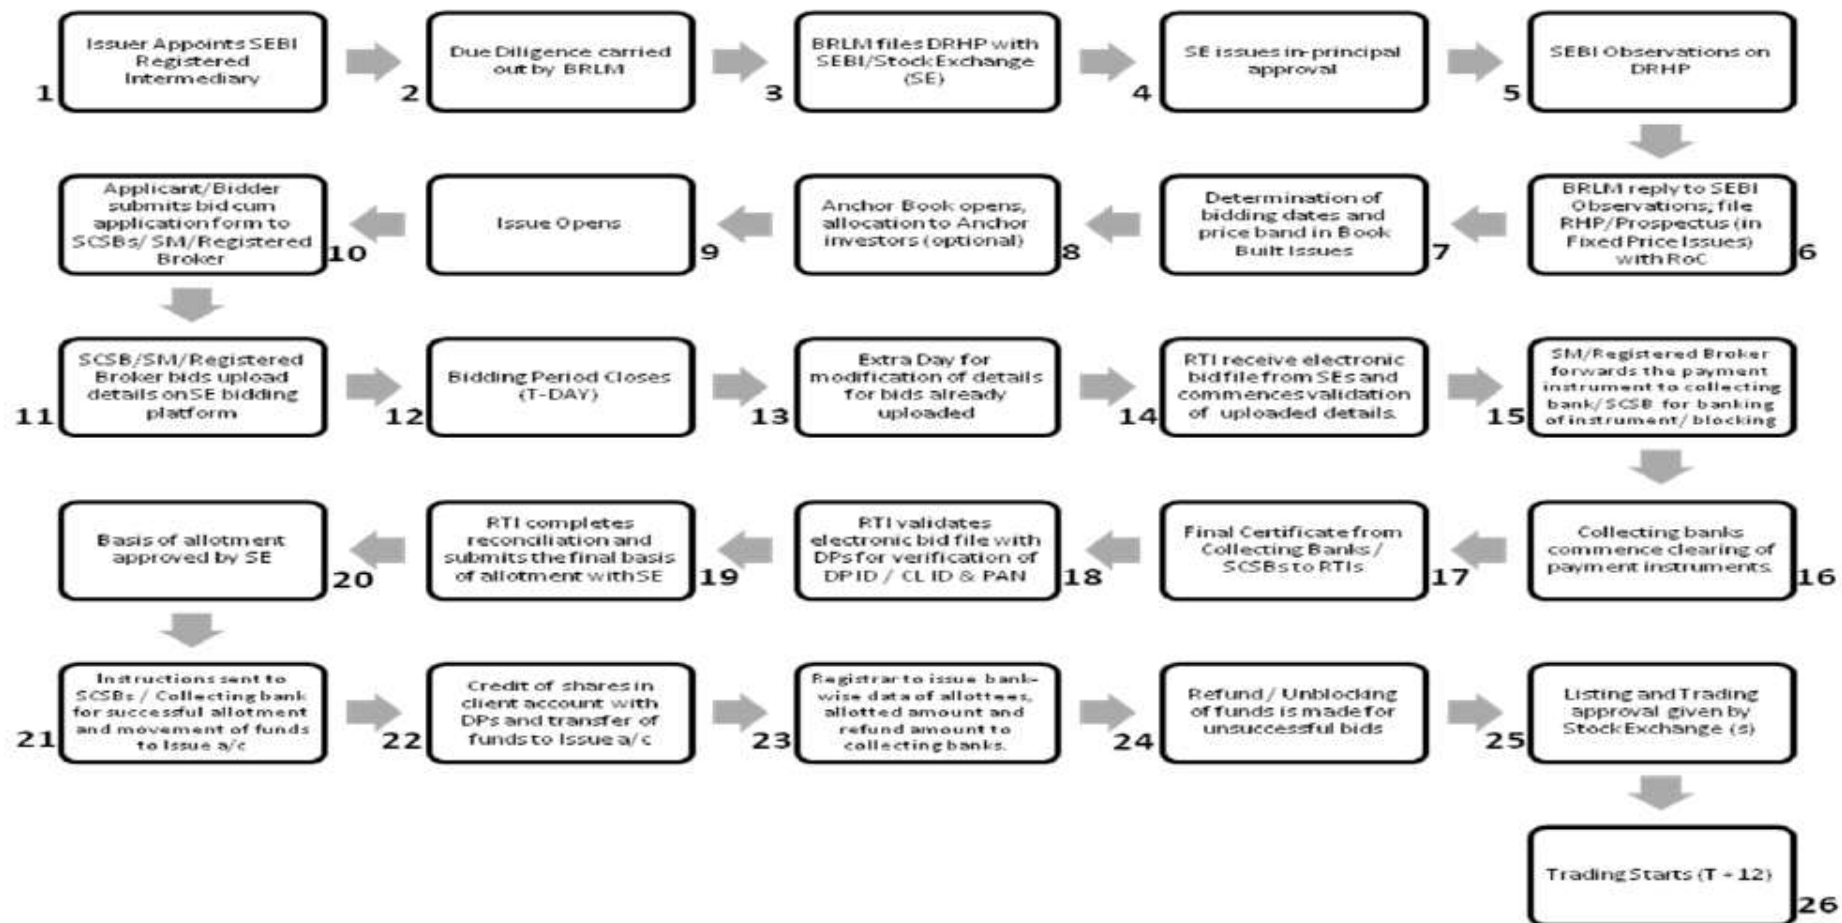 Issuer Appoints SEBI
Registered
Intermediary
1
Due Diligence carried
out by BRLM
2
BRLM files DRHP with
SEBI/Stock Exchange
(SE)
3
SE issues in-principal
approval
4
SEBI Observations on
DRHP
5
BRLM reply to SEBI
Observations; file
RHP/Prospectus (in
Fixed Price Issues)
with RoC
6
Determination of
bidding dates and
price band in Book
Built Issues
7
Anchor Book opens,
allocation to Anchor
investors (optional)
8
Issue Opens
9
Applicant/Bidder
submits bid cum
application form to
SCSBs/ SM/Registered
Broker
10
SCSB/SM/Registered
Broker bids upload
details on SE bidding
platform
11
Bidding Period Closes
(T-DAY)
12
Extra Day for
modification of details
for bids already
uploaded
13
RTI receive electronic
bid file from SEs and
commences validation
of uploaded details.
14
SM/Registered Broker
forwards the payment
instrument to collecting
bank/SCSB for banking
of instrument/ blocking
15
Collecting banks
commence clearing of
payment instruments.
16
Final Certificate from
Collecting Banks /
SCSBs to RTIs
17
RTI validates
electronic bid file with
DPs for verification of
DP ID / CL ID & PAN
18
RTI completes
reconciliation and
submits the final basis
of allotment with SE
19
Basis of allotment
approved by SE
20
Instructions sent to
SCSBs / Collecting bank
for successful allotment
and movement of funds
to Issue a/c
21
Credit of shares in
client account with
DPs and transfer of
funds to Issue a/c
22
Registrar to issue bank-
wise data of allottees,
allotted amount and
refund amount to
collecting banks.
23
Refund / Unblocking
of funds is made for
unsuccessful bids
24
Listing and Trading
approval given by
Stock Exchange (s)
25
Trading Starts (T + 12)
26